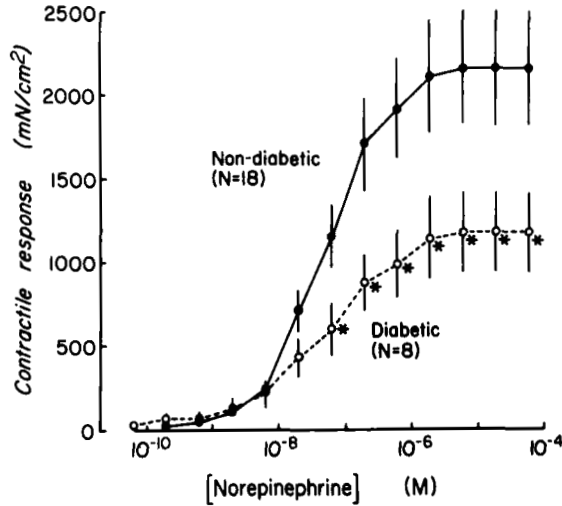 Contractile response (mN/cm²)
2500
2000
1500
1000
500
0
Non-diabetic
(N=18)
Diabetic
(N=8)
*
*
*
*
*
*
*
10⁻¹⁰
10⁻⁸
10⁻⁶
10⁻⁴
[Norepinephrine] (M)